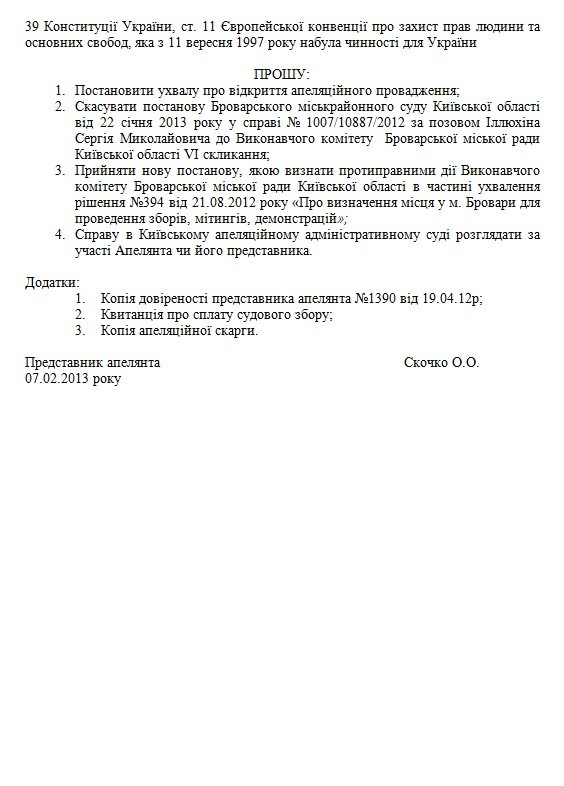 39 Конституції України, ст. 11 Європейської конвенції про захист прав людини та
основних свобод, яка з 11 вересня 1997 року набула чинності для України
ПРОШУ:
1. Постановити ухвалу про відкриття апеляційного провадження;
2. Скасувати постанову Броварського міськрайонного суду Київської області
від 22 січня 2013 року у справі № 1007/10887/2012 за позовом Іллюхіна
Сергія Миколайовича до Виконавчого комітету Броварської міської ради
Київської області VI скликання;
3. Прийняти нову постанову, якою визнати протиправними дії Виконавчого
комітету Броварської міської ради Київської області в частині ухвалення
рішення №394 від 21.08.2012 року «Про визначення місця у м. Бровари для
проведення зборів, мітингів, демонстрацій»;
4. Справу в Київському апеляційному адміністративному суді розглядати за
участі Апелянта чи його представника.
Додатки:
1. Копія довіреності представника апелянта №1390 від 19.04.12р;
2. Квитанція про сплату судового збору;
3. Копія апеляційної скарги.
Представник апелянта Скочко О.О.
07.02.2013 року